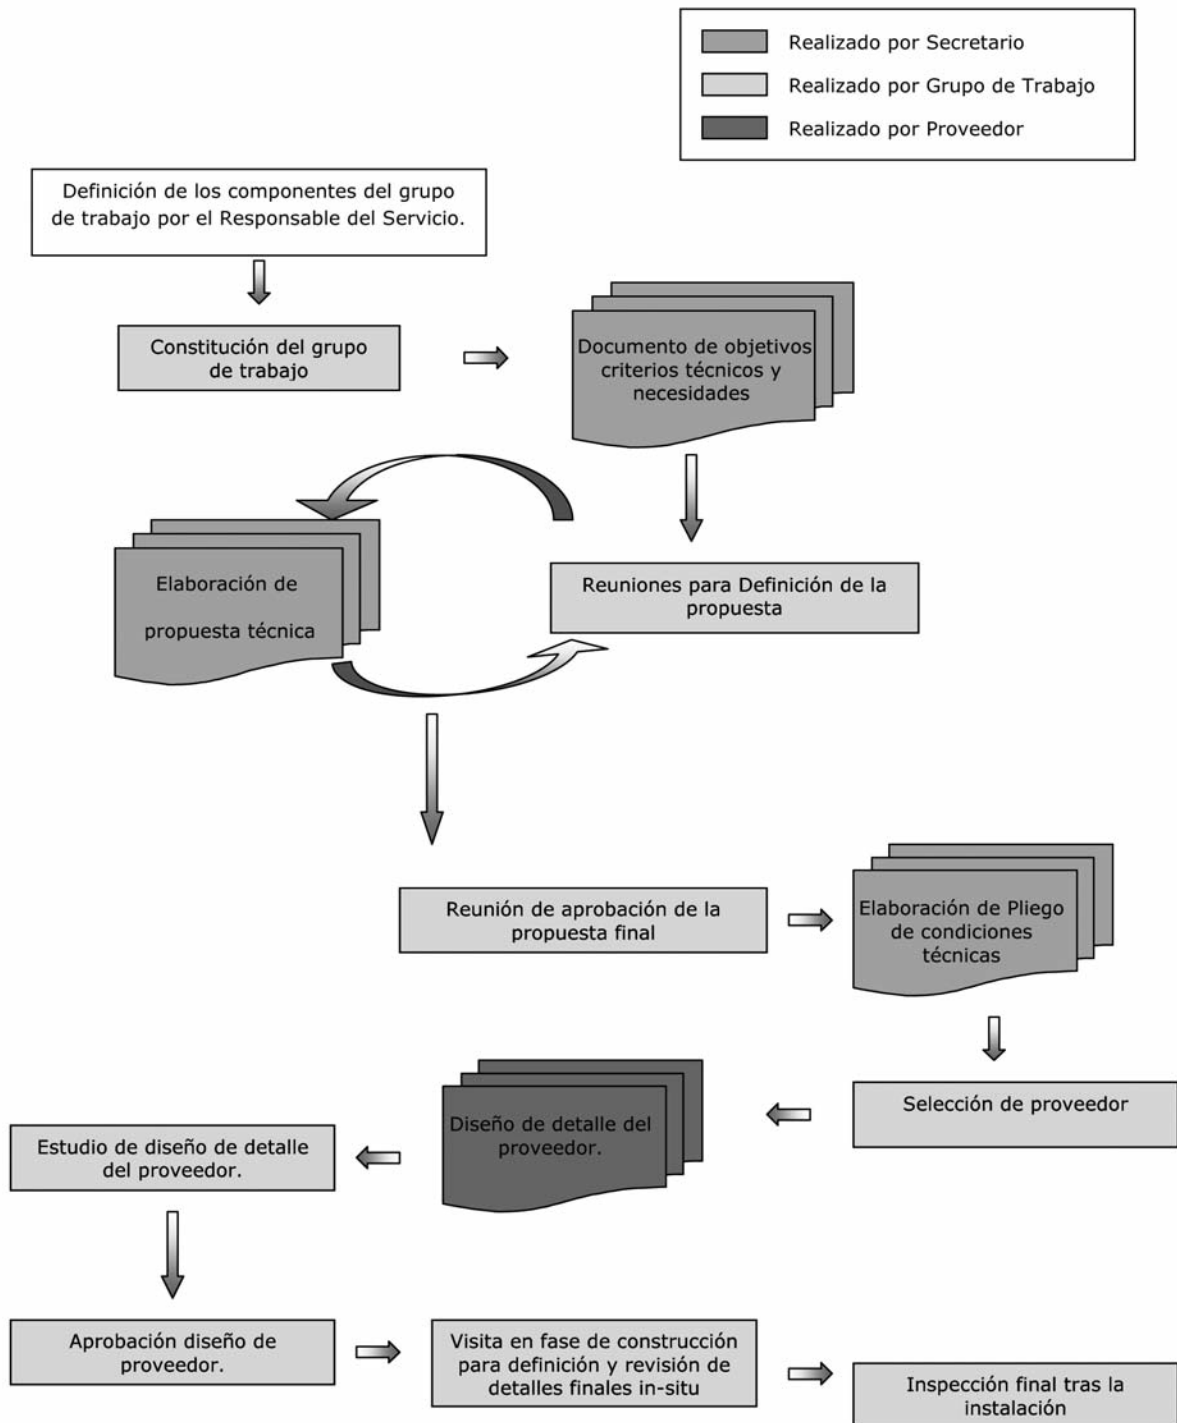 Realizado por Secretario
Realizado por Grupo de Trabajo
Realizado por Proveedor
Definición de los componentes del grupo
de trabajo por el Responsable del Servicio.
Constitución del grupo
de trabajo
Documento de objetivos
criterios técnicos y
necesidades
Elaboración de
propuesta técnica
Reuniones para Definición de la
propuesta
Reunión de aprobación de la
propuesta final
Elaboración de Pliego
de condiciones
técnicas
Selección de proveedor
Diseño de detalle del
proveedor.
Estudio de diseño de detalle
del proveedor.
Aprobación diseño de
proveedor.
Visita en fase de construcción
para definición y revisión de
detalles finales in-situ
Inspección final tras la
instalación